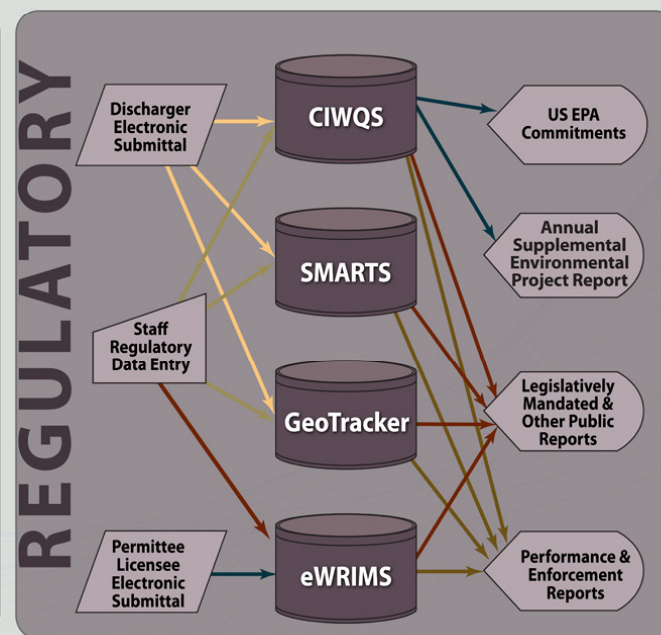 REGULATORY
Discharger
Electronic
Submittal
CIWQS
US EPA
Commitments
Annual
Supplemental
Environmental
Project Report
SMARTS
Staff
Regulatory
Data Entry
GeoTracker
Legislatively
Mandated &
Other Public
Reports
Permittee
Licensee
Electronic
Submittal
eWRIMS
Performance &
Enforcement
Reports